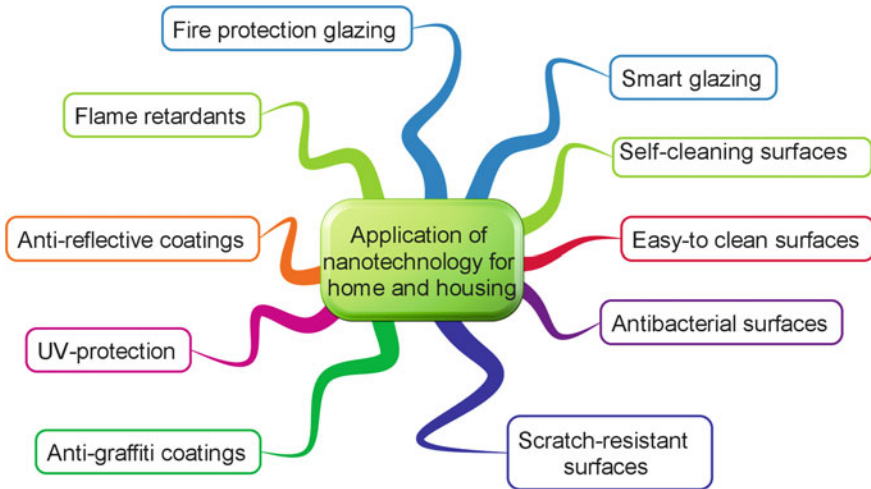 Fire protection glazing
Smart glazing
Flame retardants
Self-cleaning surfaces
Anti-reflective coatings
Application of
nanotechnology for
home and housing
Easy-to clean surfaces
Antibacterial surfaces
UV-protection
Anti-graffiti coatings
Scratch-resistant
surfaces